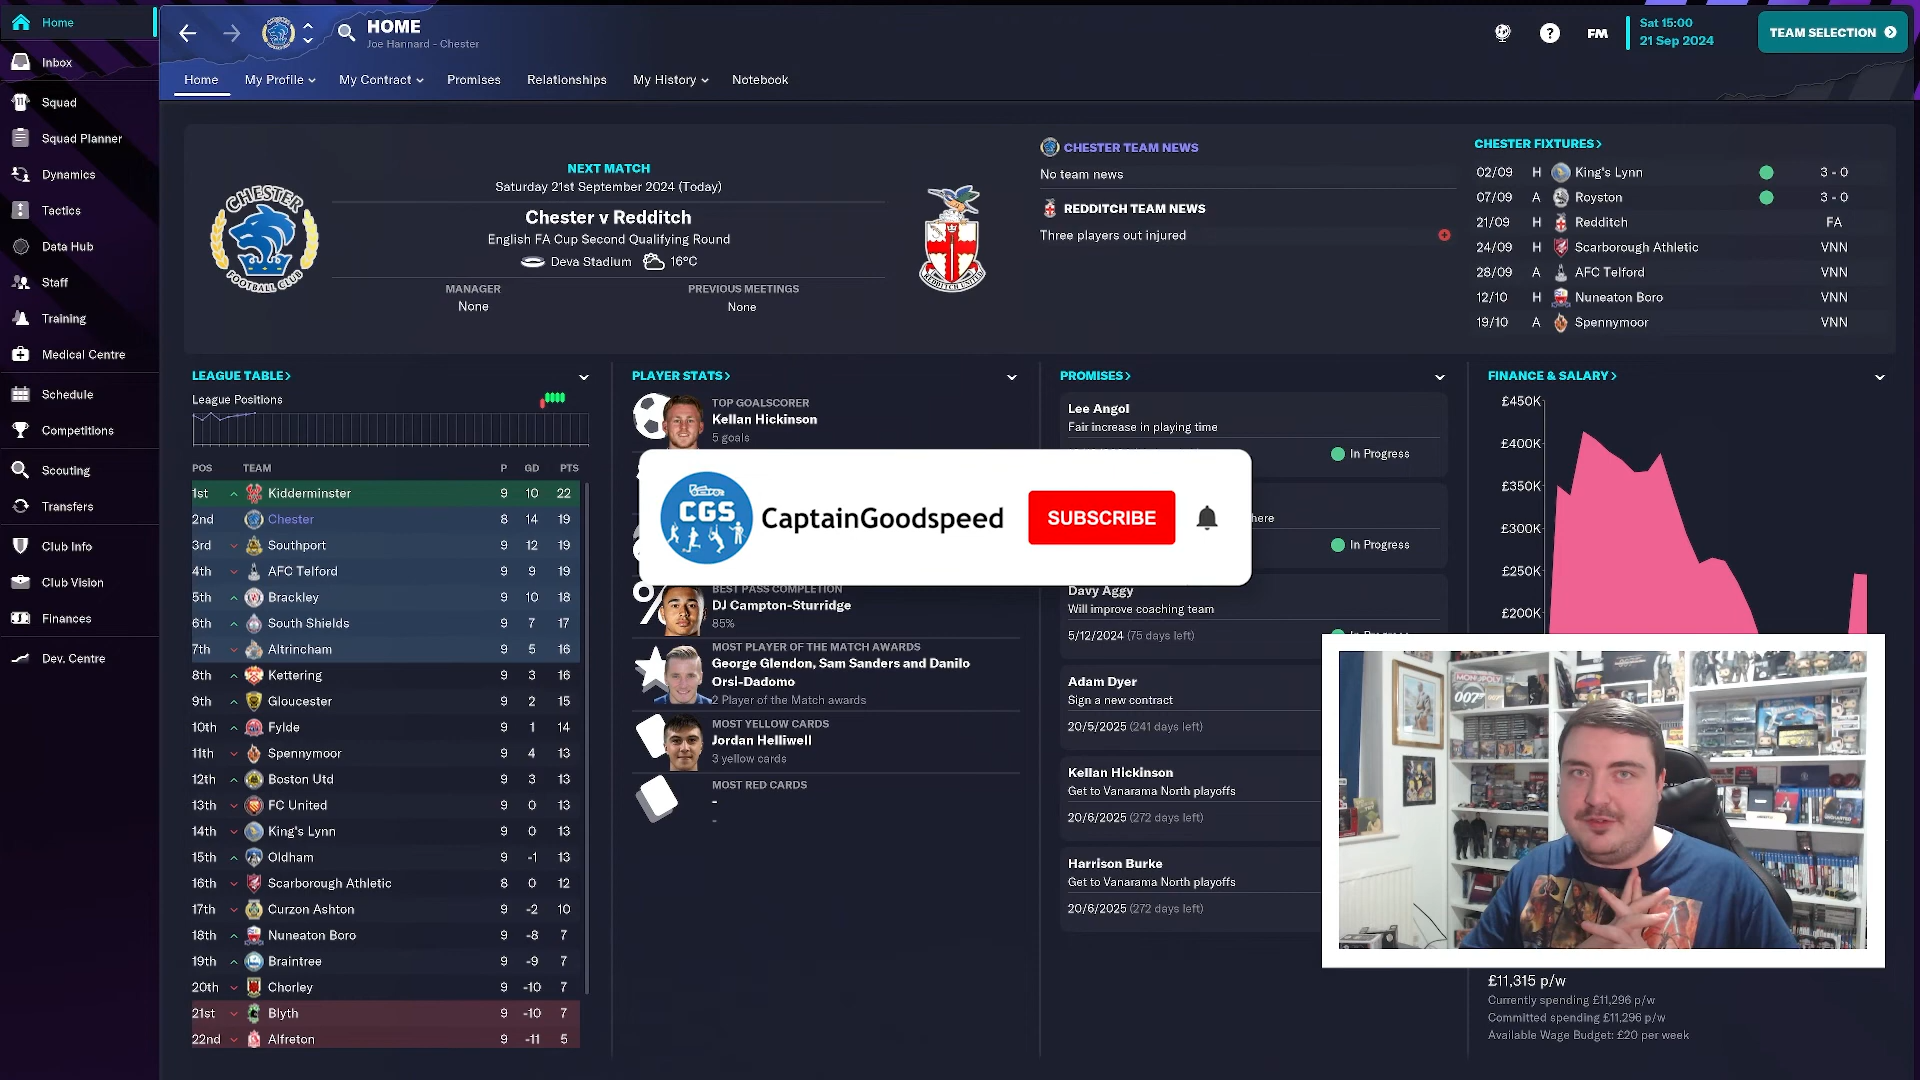 Home
HOME
Joe Hannard - Chester
?
FM
Sat 15:00
21 Sep 2024
TEAM SELECTION
Inbox
Squad
Squad Planner
Dynamics
Tactics
Data Hub
Staff
Training
Medical Centre
Schedule
Competitions
Scouting
Transfers
Club Info
Club Vision
Finances
Dev. Centre
Home
My Profile
My Contract
Promises
Relationships
My History
Notebook
CHESTER
FOOTBALL CLUB
NEXT MATCH
Saturday 21st September 2024 (Today)
Chester v Redditch
English FA Cup Second Qualifying Round
Deva Stadium
16°C
MANAGER
None
PREVIOUS MEETINGS
None
REDDITCH UNITED
CHESTER TEAM NEWS
No team news
REDDITCH TEAM NEWS
Three players out injured
CHESTER FIXTURES>
02/09 H King's Lynn 3 - 0
07/09 A Royston 3 - 0
21/09 H Redditch FA
24/09 H Scarborough Athletic VNN
28/09 A AFC Telford VNN
12/10 H Nuneaton Boro VNN
19/10 A Spennymoor VNN
LEAGUE TABLE>
League Positions
POS TEAM P GD PTS
1st Kidderminster 9 10 22
2nd Chester 8 14 19
3rd Southport 9 12 19
4th AFC Telford 9 9 19
5th Brackley 9 10 18
6th South Shields 9 7 17
7th Altrincham 9 5 16
8th Kettering 9 3 16
9th Gloucester 9 2 15
10th Fylde 9 1 14
11th Spennymoor 9 4 13
12th Boston Utd 9 3 13
13th FC United 9 0 13
14th King's Lynn 9 0 13
15th Oldham 9 -1 13
16th Scarborough Athletic 8 0 12
17th Curzon Ashton 9 -2 10
18th Nuneaton Boro 9 -8 7
19th Braintree 9 -9 7
20th Chorley 9 -10 7
21st Blyth 9 -10 7
22nd Alfreton 9 -11 5
PLAYER STATS>
TOP GOALSCORER
Kellan Hickinson
5 goals
CGS
CaptainGoodspeed
SUBSCRIBE
%
BEST PASS COMPLETION
DJ Campton-Sturridge
85%
MOST PLAYER OF THE MATCH AWARDS
George Glendon, Sam Sanders and Danilo
Orsi-Dadomo
2 Player of the Match awards
MOST YELLOW CARDS
Jordan Helliwell
3 yellow cards
MOST RED CARDS
-
-
PROMISES>
Lee Angol
Fair increase in playing time
In Progress
here
In Progress
Davy Aggy
Will improve coaching team
5/12/2024 (75 days left)
In Progress
Adam Dyer
Sign a new contract
20/5/2025 (241 days left)
Kellan Hickinson
Get to Vanarama North playoffs
20/6/2025 (272 days left)
Harrison Burke
Get to Vanarama North playoffs
20/6/2025 (272 days left)
FINANCE & SALARY>
£450K
£400K
£350K
£300K
£250K
£200K
MONOPOLY
007
£11,315 p/w
Currently spending £11,296 p/w
Committed spending £11,296 p/w
Available Wage Budget: £20 per week